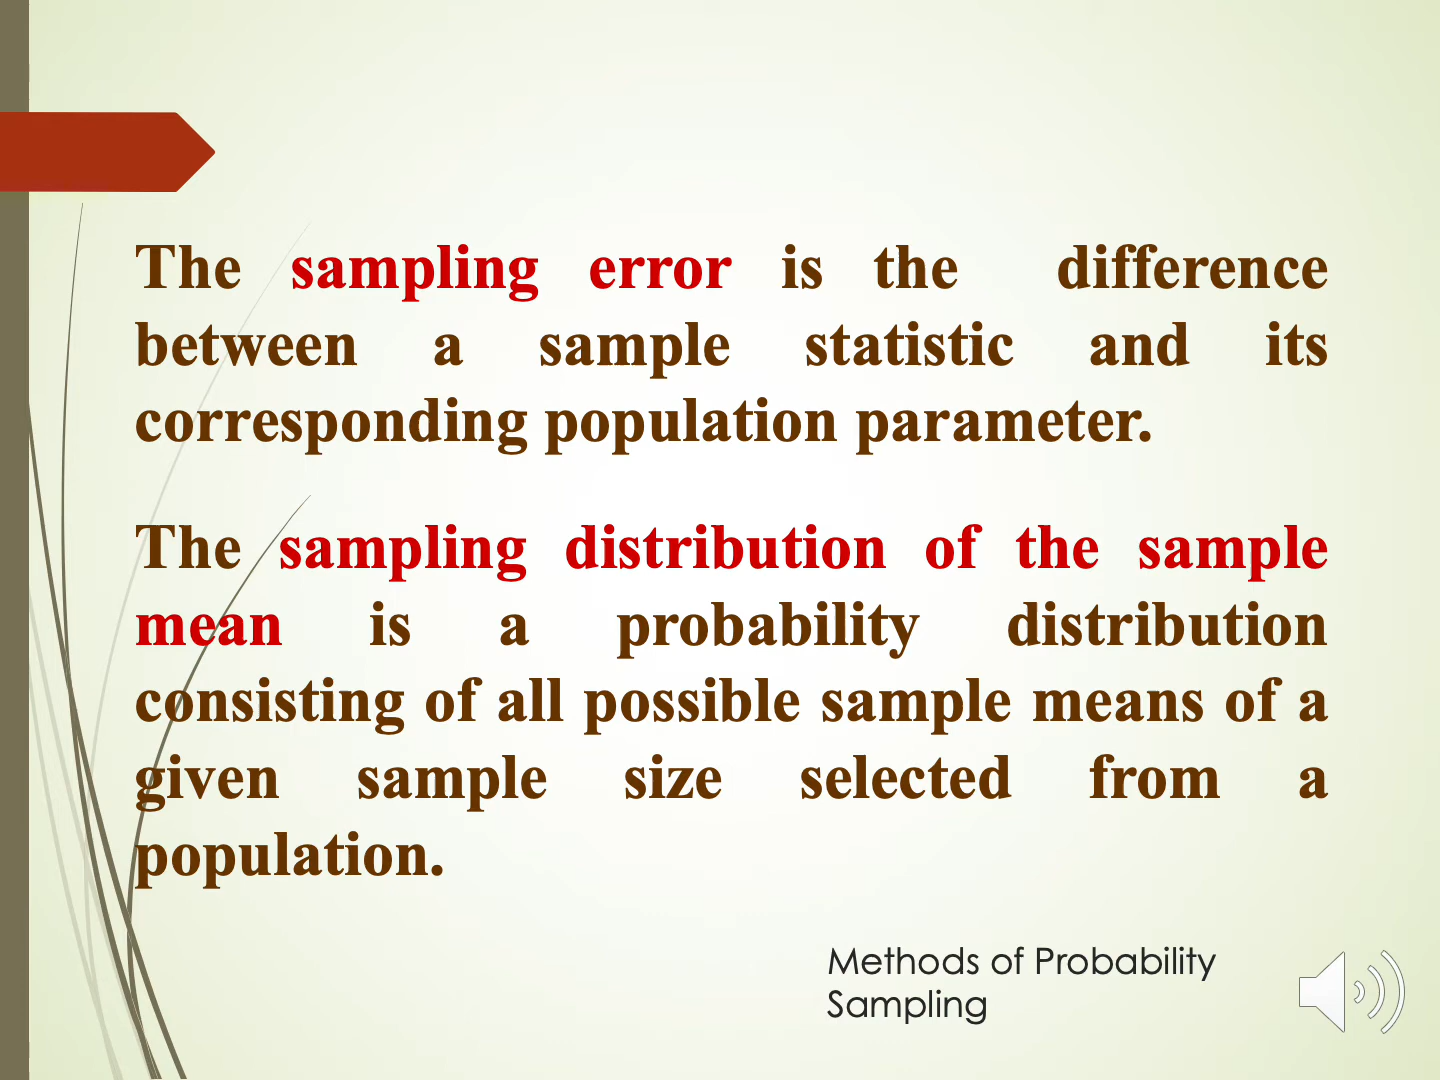 The sampling error is the difference
between a sample statistic and its
corresponding population parameter.
The sampling distribution of the sample
mean is a probability distribution
consisting of all possible sample means of a
given sample size selected from a
population.
Methods of Probability
Sampling